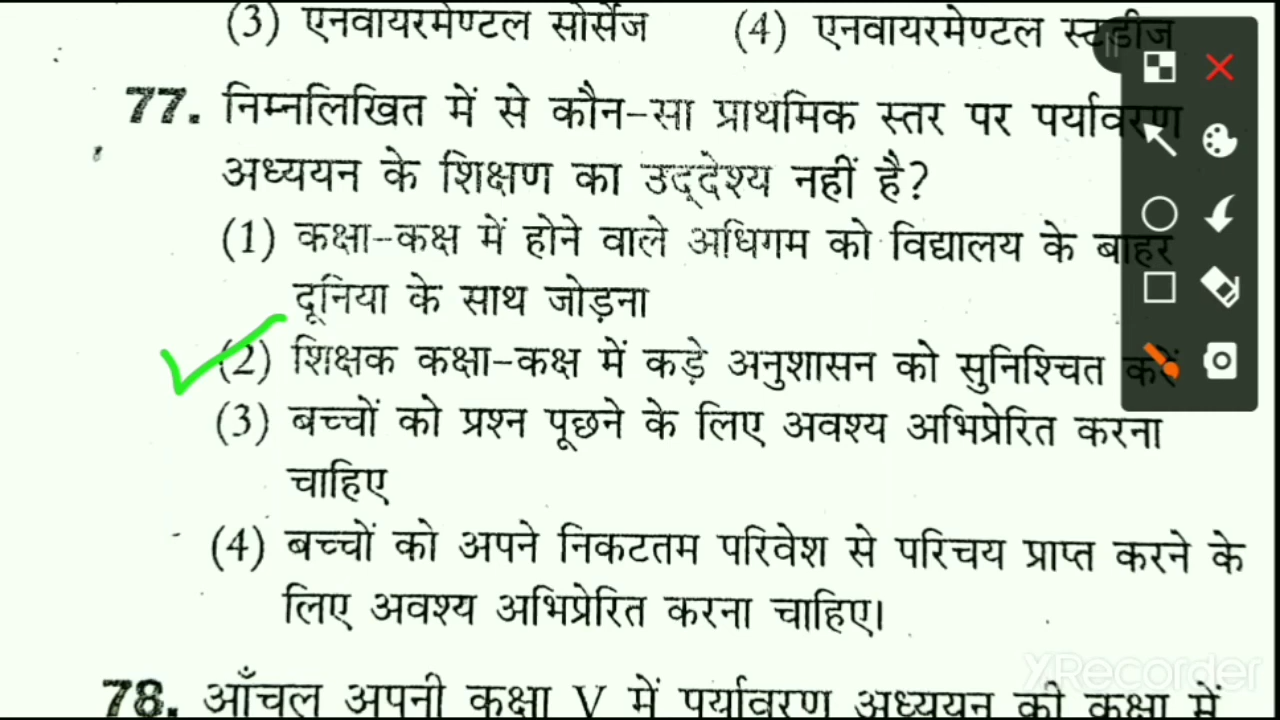 (3) एनवायरमेण्टल सोर्सेज (4) एनवायरमेण्टल स्टडीज
77. निम्नलिखित में से कौन-सा प्राथमिक स्तर पर पर्यावरण
अध्ययन के शिक्षण का उद्देश्य नहीं है?
(1) कक्षा-कक्ष में होने वाले अधिगम को विद्यालय के बाहर
दूनिया के साथ जोड़ना
(2) शिक्षक कक्षा-कक्ष में कड़े अनुशासन को सुनिश्चित करें
(3) बच्चों को प्रश्न पूछने के लिए अवश्य अभिप्रेरित करना
चाहिए
(4) बच्चों को अपने निकटतम परिवेश से परिचय प्राप्त करने के
लिए अवश्य अभिप्रेरित करना चाहिए।
XRecorder
78. आँचल अपनी कक्षा V में पर्यावरण अध्ययन की कक्षा में